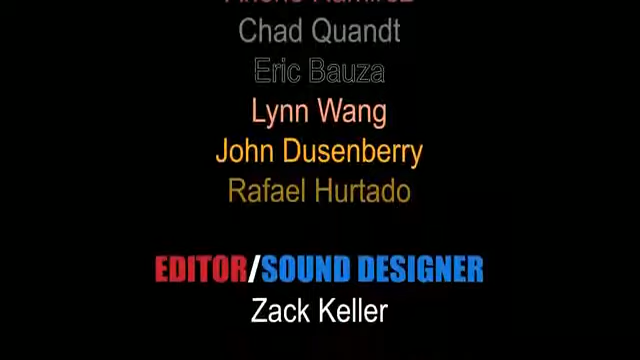 Chad Quandt
Eric Bauza
Lynn Wang
John Dusenberry
Rafael Hurtado
EDITOR/SOUND DESIGNER
Zack Keller